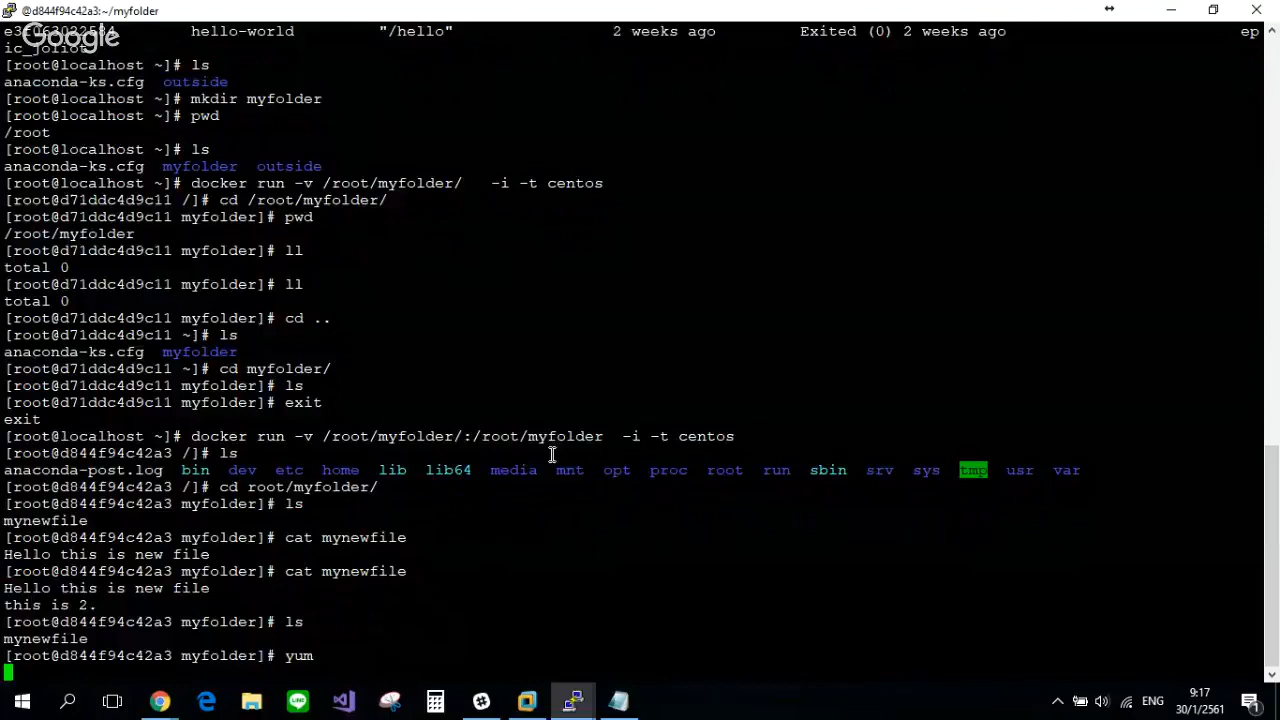 @d844f94c42a3:~/myfolder
hello-world "/hello" 2 weeks ago Exited (0) 2 weeks ago ep
Google
[root@localhost ~]# ls
anaconda-ks.cfg outside
[root@localhost ~]# mkdir myfolder
[root@localhost ~]# pwd
/root
[root@localhost ~]# ls
anaconda-ks.cfg myfolder outside
[root@localhost ~]# docker run -v /root/myfolder/ -i -t centos
[root@d71ddc4d9c11 /]# cd /root/myfolder/
[root@d71ddc4d9c11 myfolder]# pwd
/root/myfolder
[root@d71ddc4d9c11 myfolder]# ll
total 0
[root@d71ddc4d9c11 myfolder]# ll
total 0
[root@d71ddc4d9c11 myfolder]# cd ..
[root@d71ddc4d9c11 ~]# ls
anaconda-ks.cfg myfolder
[root@d71ddc4d9c11 ~]# cd myfolder/
[root@d71ddc4d9c11 myfolder]# ls
[root@d71ddc4d9c11 myfolder]# exit
exit
[root@localhost ~]# docker run -v /root/myfolder/:/root/myfolder -i -t centos
[root@d844f94c42a3 /]# ls
anaconda-post.log bin dev etc home lib lib64 media mnt opt proc root run sbin srv sys tmp usr var
[root@d844f94c42a3 /]# cd root/myfolder/
[root@d844f94c42a3 myfolder]# ls
mynewfile
[root@d844f94c42a3 myfolder]# cat mynewfile
Hello this is new file
[root@d844f94c42a3 myfolder]# cat mynewfile
Hello this is new file
this is 2.
[root@d844f94c42a3 myfolder]# ls
mynewfile
[root@d844f94c42a3 myfolder]# yum
ENG
9:17
30/1/2561